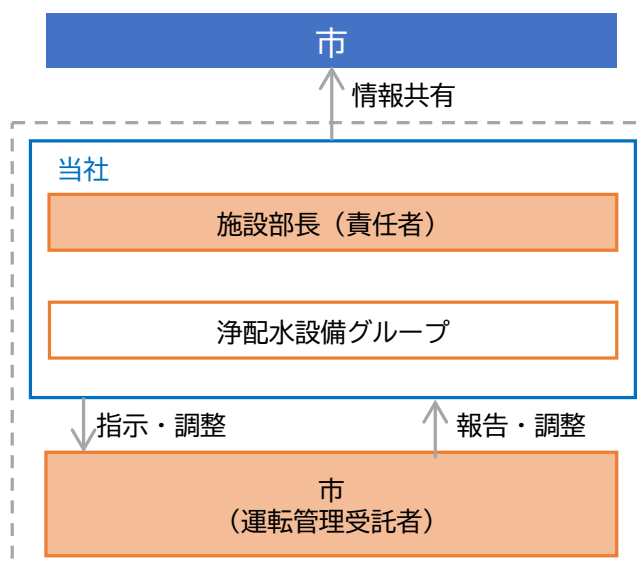 市
情報共有
当社
施設部長（責任者）
浄配水設備グループ
指示・調整
報告・調整
市
（運転管理受託者）